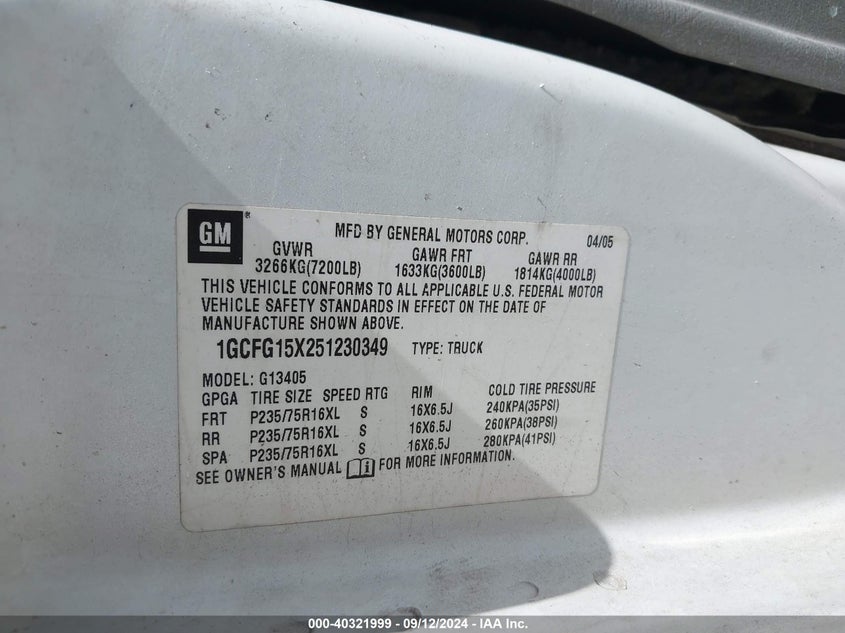 GM ®
MFD BY GENERAL MOTORS CORP. 04/05
GVWR GAWR FRT GAWR RR
3266KG(7200LB) 1633KG(3600LB) 1814KG(4000LB)
THIS VEHICLE CONFORMS TO ALL APPLICABLE U.S. FEDERAL MOTOR
VEHICLE SAFETY STANDARDS IN EFFECT ON THE DATE OF
MANUFACTURE SHOWN ABOVE.
1GCFG15X251230349 TYPE: TRUCK
MODEL: G13405
GPGA TIRE SIZE SPEED RTG RIM COLD TIRE PRESSURE
FRT P235/75R16XL S 16X6.5J 240KPA(35PSI)
RR P235/75R16XL S 16X6.5J 260KPA(38PSI)
SPA P235/75R16XL S 16X6.5J 280KPA(41PSI)
SEE OWNER'S MANUAL FOR MORE INFORMATION.
000-40321999 - 09/12/2024 - IAA Inc.